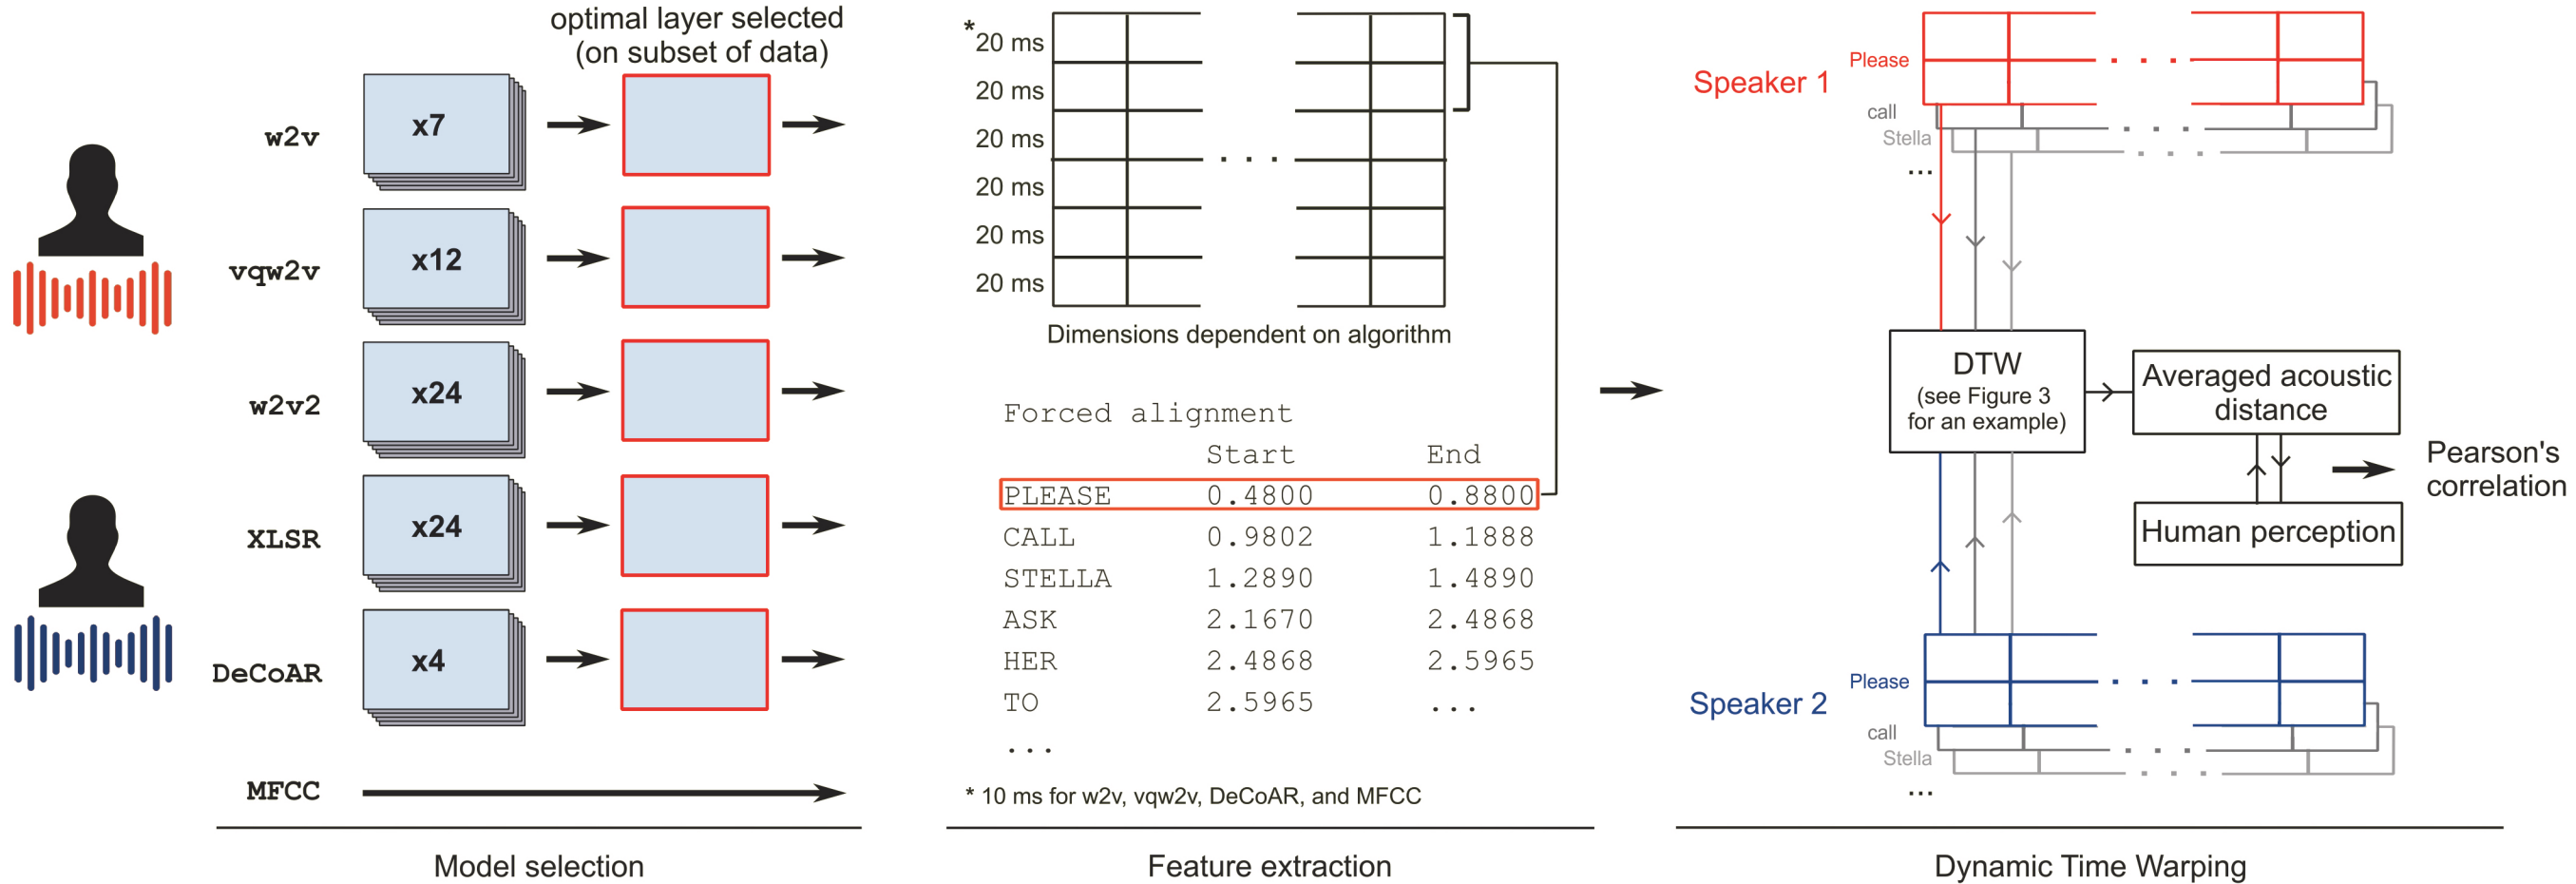 optimal layer selected
(on subset of data)
w2v
x7
vqw2v
x12
w2v2
x24
XLSR
x24
DeCoAR
x4
MFCC
Model selection
* 20 ms
20 ms
20 ms
20 ms
20 ms
20 ms
Dimensions dependent on algorithm
Forced alignment
Start End
PLEASE 0.4800 0.8800
CALL 0.9802 1.1888
STELLA 1.2890 1.4890
ASK 2.1670 2.4868
HER 2.4868 2.5965
TO 2.5965 ...
...
* 10 ms for w2v, vqw2v, DeCoAR, and MFCC
Feature extraction
Speaker 1
Please
call
Stella
...
DTW
(see Figure 3
for an example)
Averaged acoustic
distance
Human perception
Pearson's
correlation
Speaker 2
Please
call
Stella
...
Dynamic Time Warping